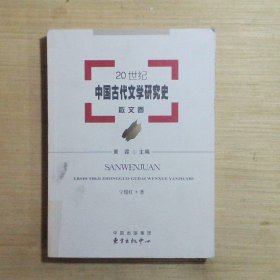 20世纪
中国古代文学研究史
散文卷
黄霖 ◇ 主编
SANWENJUAN
ERSHI SHIJI ZHONGGUO GUDAI WENXUE YANJIUSHI
宁俊红 ◇ 著
中国出版集团
东方出版中心